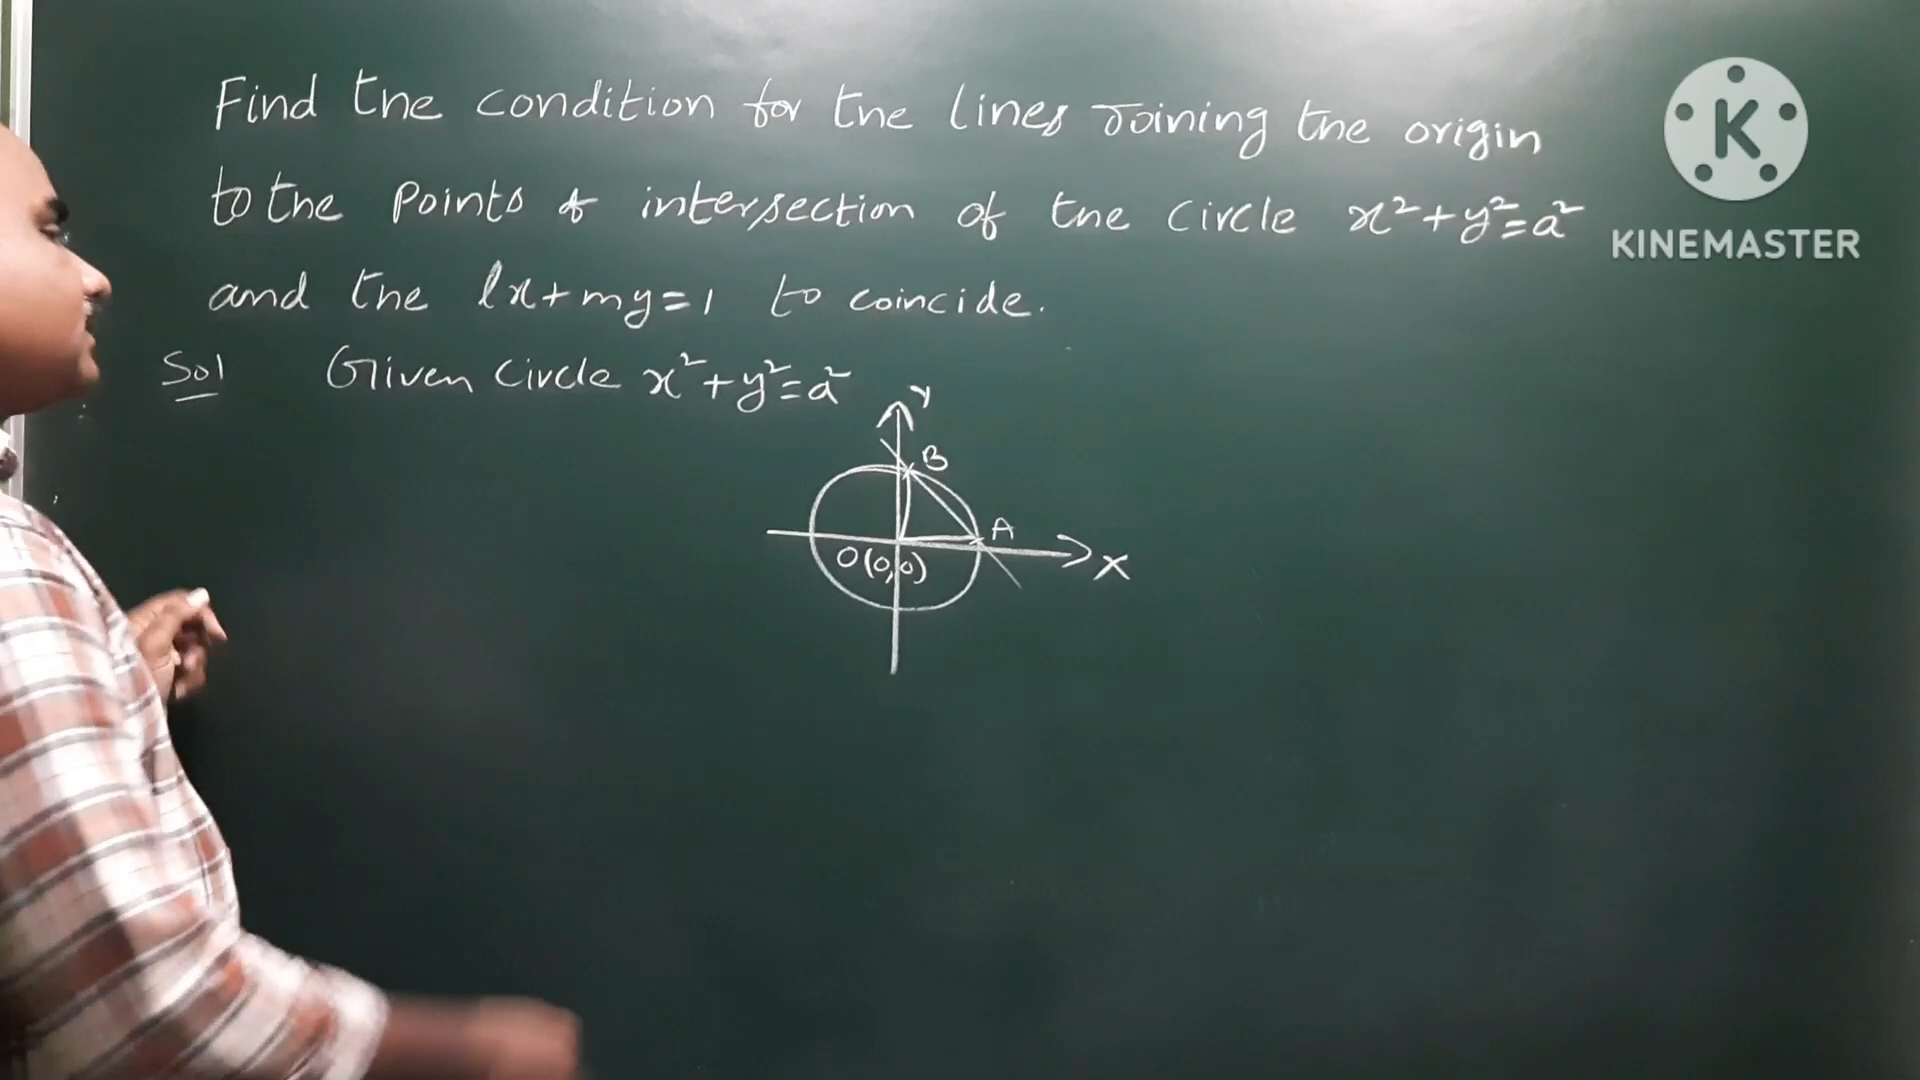 Find the condition for the lines Joining the origin
to the Points of intersection of the Circle x²+y²=a²
and the lx+my=1 to coincide.
Sol Given Circle x²+y²=a²
Y
B
A
O(0,0)
X
K
KINEMASTER